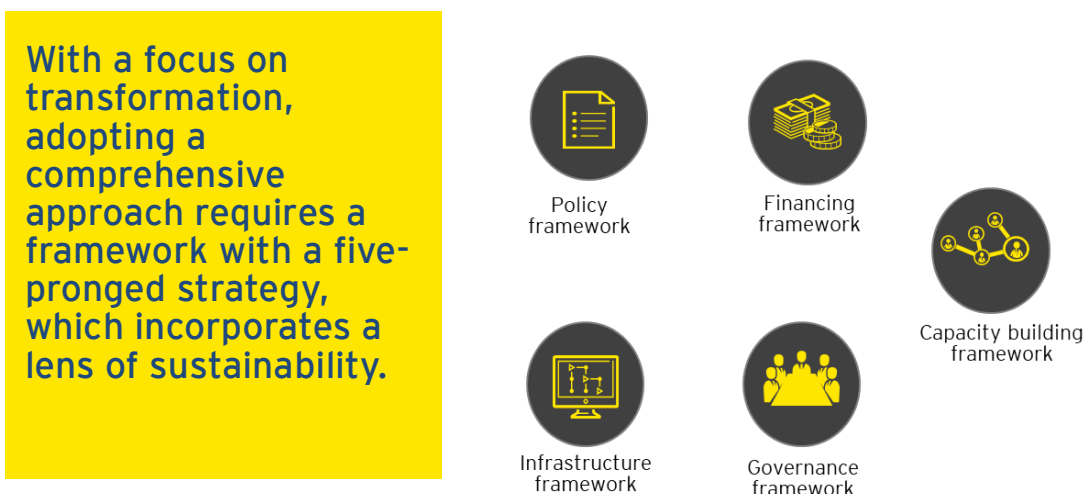 With a focus on
transformation,
adopting a
comprehensive
approach requires a
framework with a five-
pronged strategy,
which incorporates a
lens of sustainability.
Policy
framework
Financing
framework
Capacity building
framework
Infrastructure
framework
Governance
framework